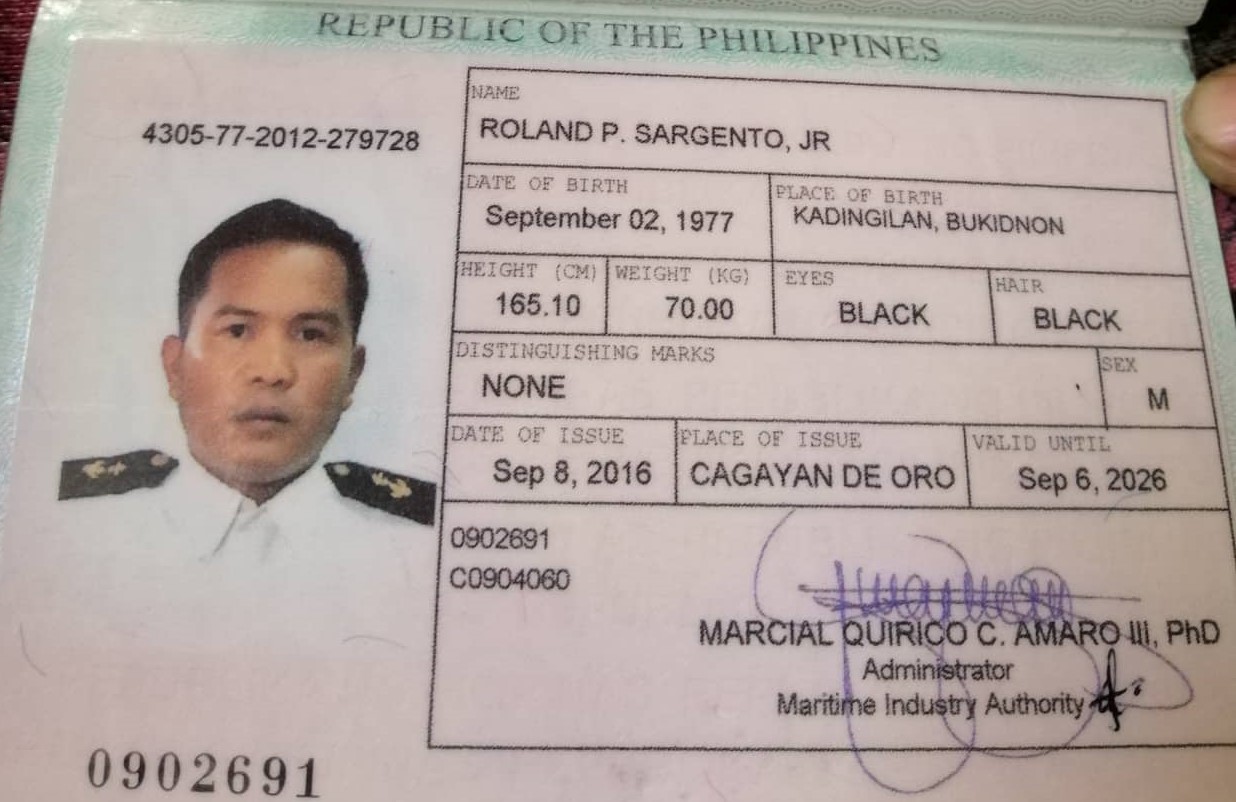 REPUBLIC OF THE PHILIPPINES
4305-77-2012-279728
NAME
ROLAND P. SARGENTO, JR
DATE OF BIRTH
September 02, 1977
PLACE OF BIRTH
KADINGILAN, BUKIDNON
HEIGHT (CM)
165.10
WEIGHT (KG)
70.00
EYES
BLACK
HAIR
BLACK
DISTINGUISHING MARKS
NONE
SEX
M
DATE OF ISSUE
Sep 8, 2016
PLACE OF ISSUE
CAGAYAN DE ORO
VALID UNTIL
Sep 6, 2026
0902691
C0904060
MARCIAL QUIRICO C. AMARO III, PhD
Administrator
Maritime Industry Authority
0902691